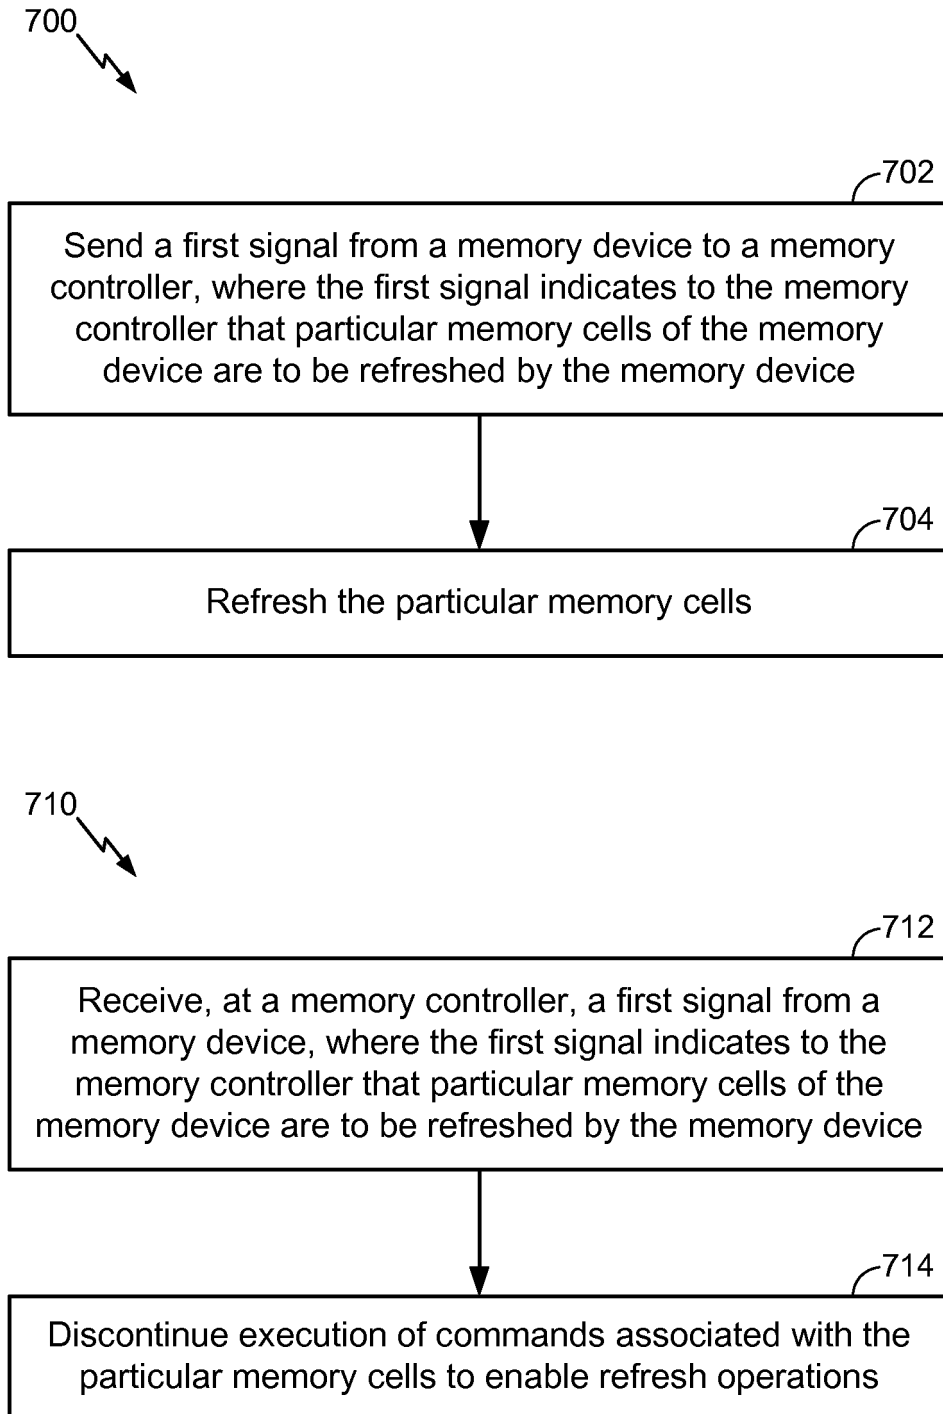 700
702
Send a first signal from a memory device to a memory
controller, where the first signal indicates to the memory
controller that particular memory cells of the memory
device are to be refreshed by the memory device
704
Refresh the particular memory cells
710
712
Receive, at a memory controller, a first signal from a
memory device, where the first signal indicates to the
memory controller that particular memory cells of the
memory device are to be refreshed by the memory device
714
Discontinue execution of commands associated with the
particular memory cells to enable refresh operations